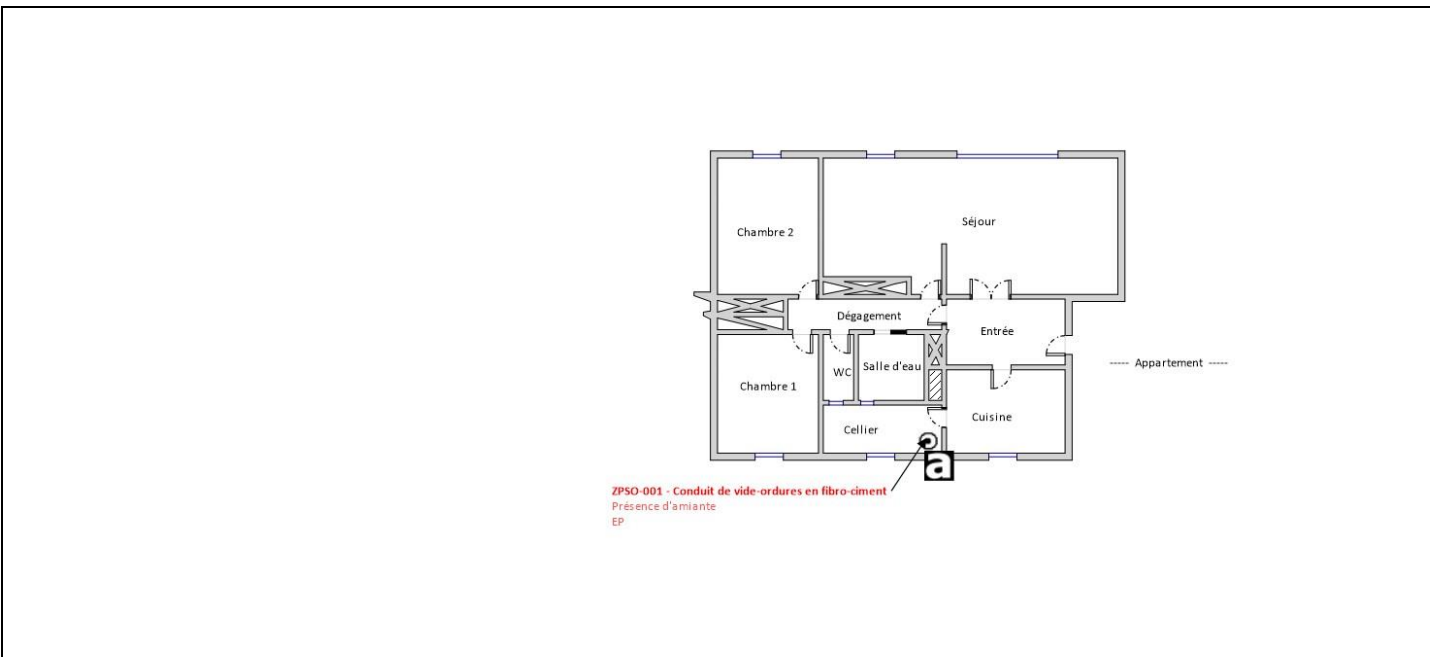 Séjour
Chambre 2
Dégagement
Entrée
----- Appartement -----
WC
Salle d'eau
Chambre 1
Cuisine
Cellier
a
ZPSO-001 - Conduit de vide-ordures en fibro-ciment
Présence d'amiante
EP